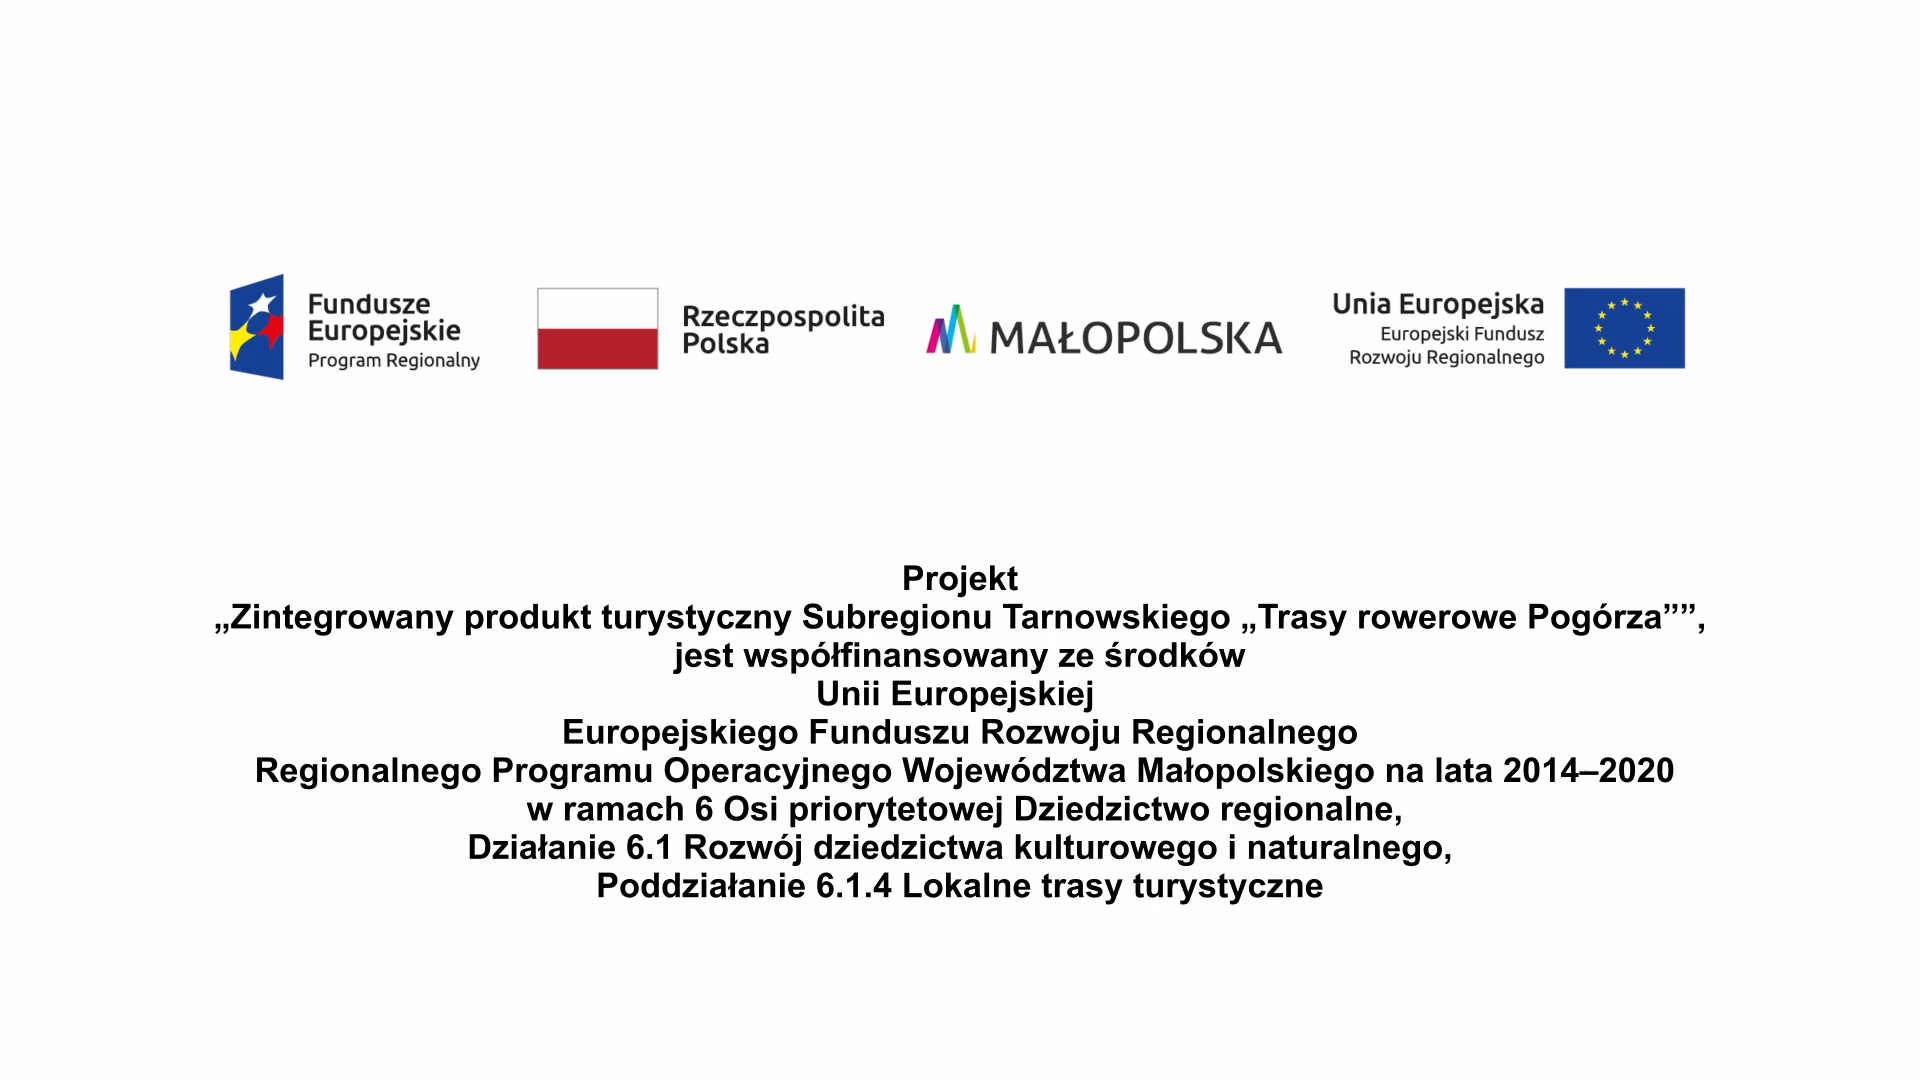 Fundusze
Europejskie
Program Regionalny
Rzeczpospolita
Polska
MAŁOPOLSKA
Unia Europejska
Europejski Fundusz
Rozwoju Regionalnego
Projekt
„Zintegrowany produkt turystyczny Subregionu Tarnowskiego „Trasy rowerowe Pogórza””,
jest współfinansowany ze środków
Unii Europejskiej
Europejskiego Funduszu Rozwoju Regionalnego
Regionalnego Programu Operacyjnego Województwa Małopolskiego na lata 2014–2020
w ramach 6 Osi priorytetowej Dziedzictwo regionalne,
Działanie 6.1 Rozwój dziedzictwa kulturowego i naturalnego,
Poddziałanie 6.1.4 Lokalne trasy turystyczne